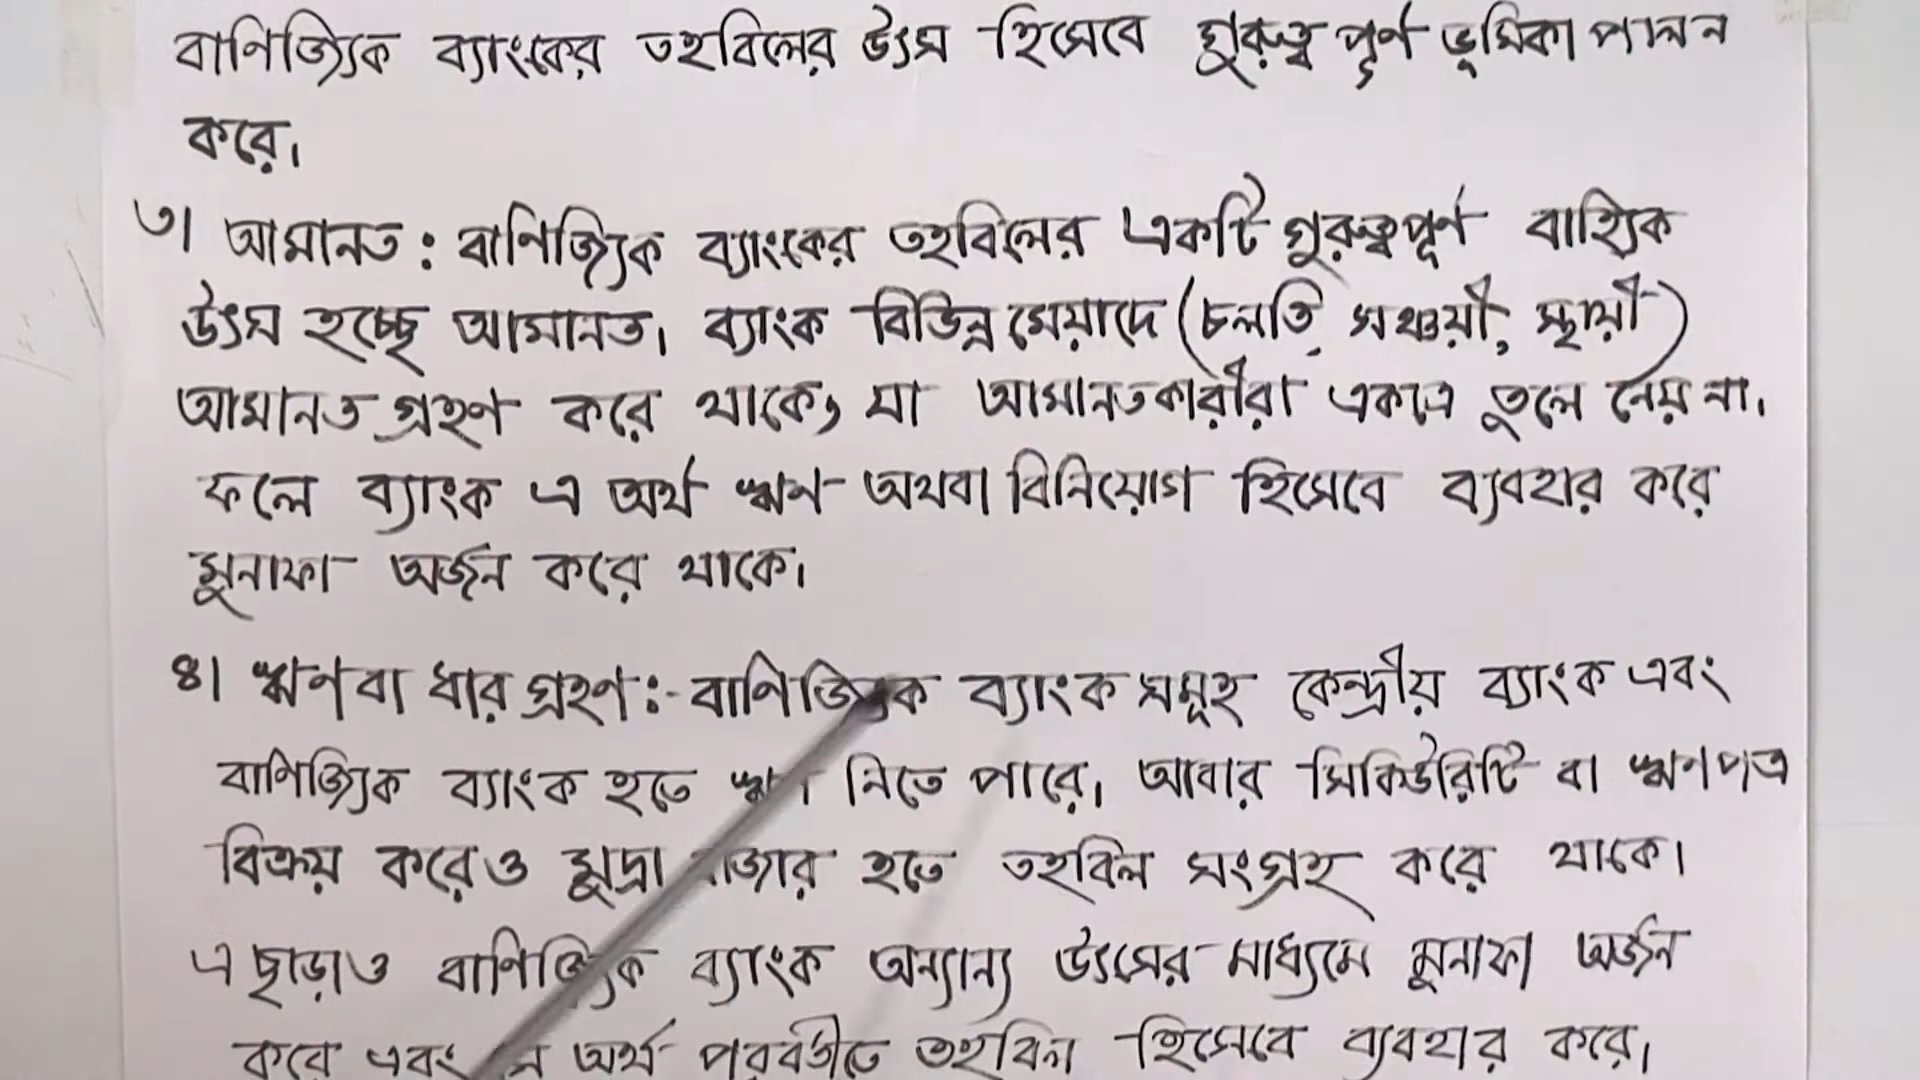 বাণিজ্যিক ব্যাংকের তহবিলের উৎস হিসেবে গুরুত্বপূর্ণ ভূমিকা পালন
করে।
৩। আমানত : বাণিজ্যিক ব্যাংকের তহবিলের একটি গুরুত্বপূর্ণ বাহ্যিক
উৎস হচ্ছে আমানত। ব্যাংক বিভিন্ন মেয়াদে (চলতি, সঞ্চয়ী, স্থায়ী)
আমানত গ্রহণ করে থাকে, যা আমানতকারীরা একত্রে তুলে নেয় না।
ফলে ব্যাংক এ অর্থ ঋণ অথবা বিনিয়োগ হিসেবে ব্যবহার করে
মুনাফা অর্জন করে থাকে।
৪। ঋণ বা ধার গ্রহণ :- বাণিজ্যিক ব্যাংক সমূহ কেন্দ্রীয় ব্যাংক এবং
বাণিজ্যিক ব্যাংক হতে ঋণ নিতে পারে। আবার সিকিউরিটি বা ঋণপত্র
বিক্রয় করেও মুদ্রা বাজার হতে তহবিল সংগ্রহ করে থাকে।
এ ছাড়াও বাণিজ্যিক ব্যাংক অন্যান্য উৎসের মাধ্যমে মুনাফা অর্জন
করে এবং অর্থ পরবর্তীতে তহবিল হিসেবে ব্যবহার করে।